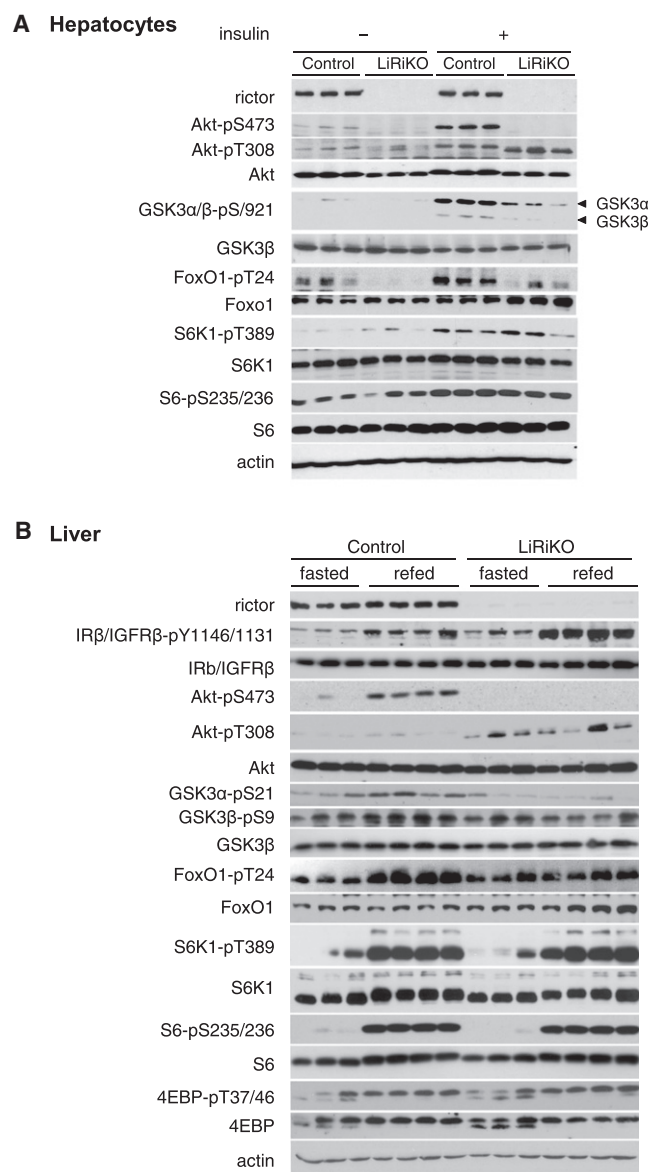 A Hepatocytes
insulin – +
Control LiRiKO Control LiRiKO
rictor
Akt-pS473
Akt-pT308
Akt
GSK3α/β-pS/921
GSK3α
GSK3β
GSK3β
FoxO1-pT24
Foxo1
S6K1-pT389
S6K1
S6-pS235/236
S6
actin
B Liver
Control LiRiKO
fasted refed fasted refed
rictor
IRβ/IGFRβ-pY1146/1131
IRb/IGFRβ
Akt-pS473
Akt-pT308
Akt
GSK3α-pS21
GSK3β-pS9
GSK3β
FoxO1-pT24
FoxO1
S6K1-pT389
S6K1
S6-pS235/236
S6
4EBP-pT37/46
4EBP
actin